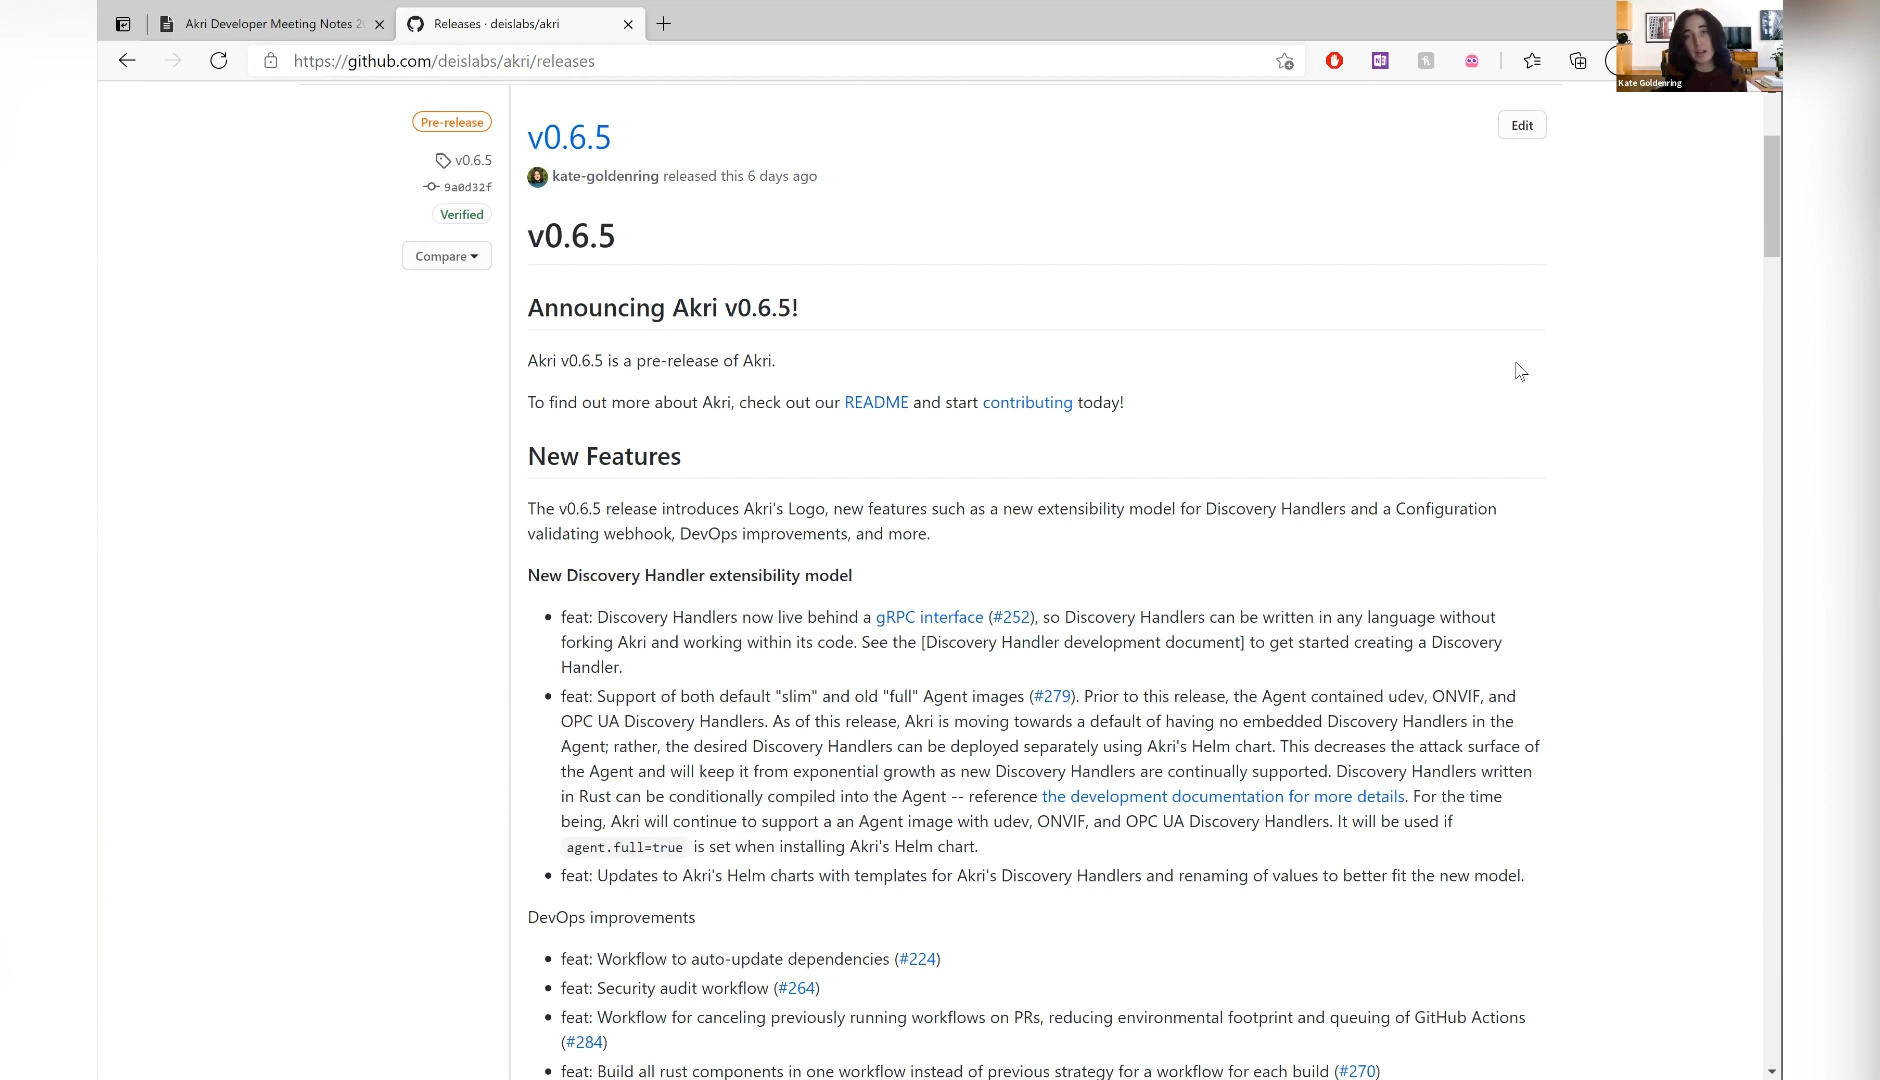 Akri Developer Meeting Notes 2
Releases · deislabs/akri
https://github.com/deislabs/akri/releases
Kate Goldenring
Pre-release
v0.6.5
9a0d32f
Verified
Compare
v0.6.5
Edit
kate-goldenring released this 6 days ago
v0.6.5
Announcing Akri v0.6.5!
Akri v0.6.5 is a pre-release of Akri.
To find out more about Akri, check out our README and start contributing today!
New Features
The v0.6.5 release introduces Akri's Logo, new features such as a new extensibility model for Discovery Handlers and a Configuration
validating webhook, DevOps improvements, and more.
New Discovery Handler extensibility model
• feat: Discovery Handlers now live behind a gRPC interface (#252), so Discovery Handlers can be written in any language without
forking Akri and working within its code. See the [Discovery Handler development document] to get started creating a Discovery
Handler.
• feat: Support of both default "slim" and old "full" Agent images (#279). Prior to this release, the Agent contained udev, ONVIF, and
OPC UA Discovery Handlers. As of this release, Akri is moving towards a default of having no embedded Discovery Handlers in the
Agent; rather, the desired Discovery Handlers can be deployed separately using Akri's Helm chart. This decreases the attack surface of
the Agent and will keep it from exponential growth as new Discovery Handlers are continually supported. Discovery Handlers written
in Rust can be conditionally compiled into the Agent -- reference the development documentation for more details. For the time
being, Akri will continue to support a an Agent image with udev, ONVIF, and OPC UA Discovery Handlers. It will be used if
agent.full=true is set when installing Akri's Helm chart.
• feat: Updates to Akri's Helm charts with templates for Akri's Discovery Handlers and renaming of values to better fit the new model.
DevOps improvements
• feat: Workflow to auto-update dependencies (#224)
• feat: Security audit workflow (#264)
• feat: Workflow for canceling previously running workflows on PRs, reducing environmental footprint and queuing of GitHub Actions
(#284)
• feat: Build all rust components in one workflow instead of previous strategy for a workflow for each build (#270)